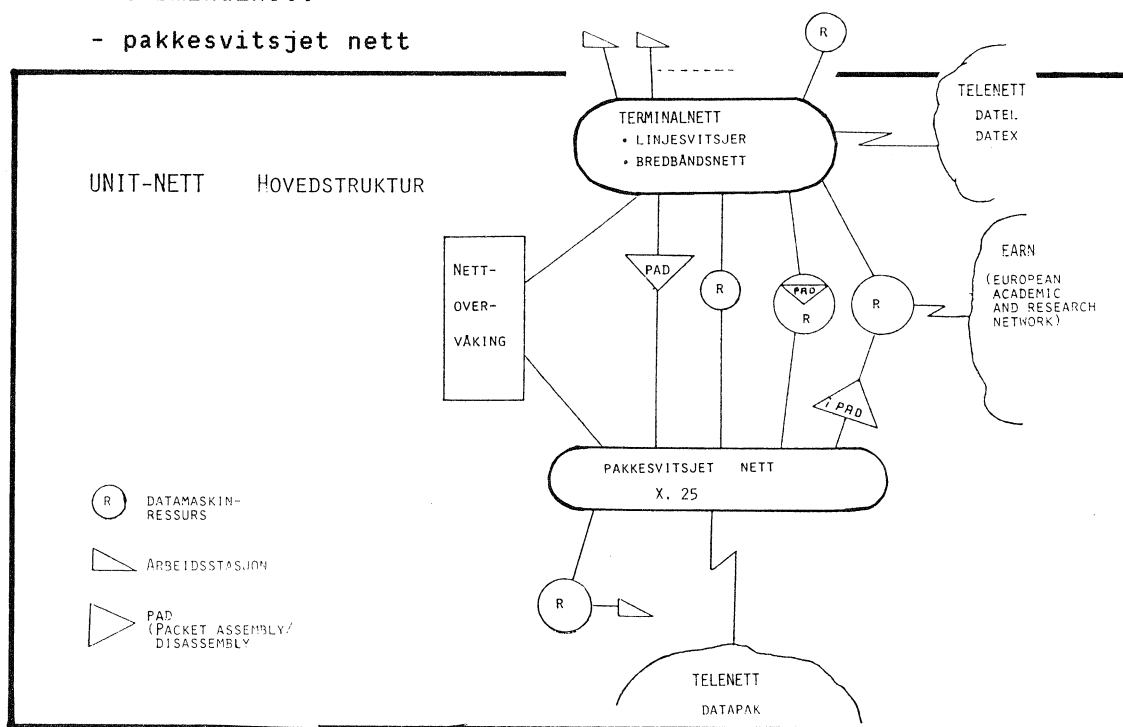 - pakkesvitsjet nett
R
TELENETT
DATEL
DATEX
TERMINALNETT
• LINJESVITSJER
• BREDBÅNDSNETT
UNIT-NETT HOVEDSTRUKTUR
NETT-
OVER-
VÅKING
PAD
R
PAD
R
R
EARN
(EUROPEAN
ACADEMIC
AND RESEARCH
NETWORK)
i PAD
PAKKESVITSJET NETT
X. 25
R
DATAMASKIN-
RESSURS
ARBEIDSSTASJON
PAD
(PACKET ASSEMBLY/
DISASSEMBLY
R
TELENETT
DATAPAK